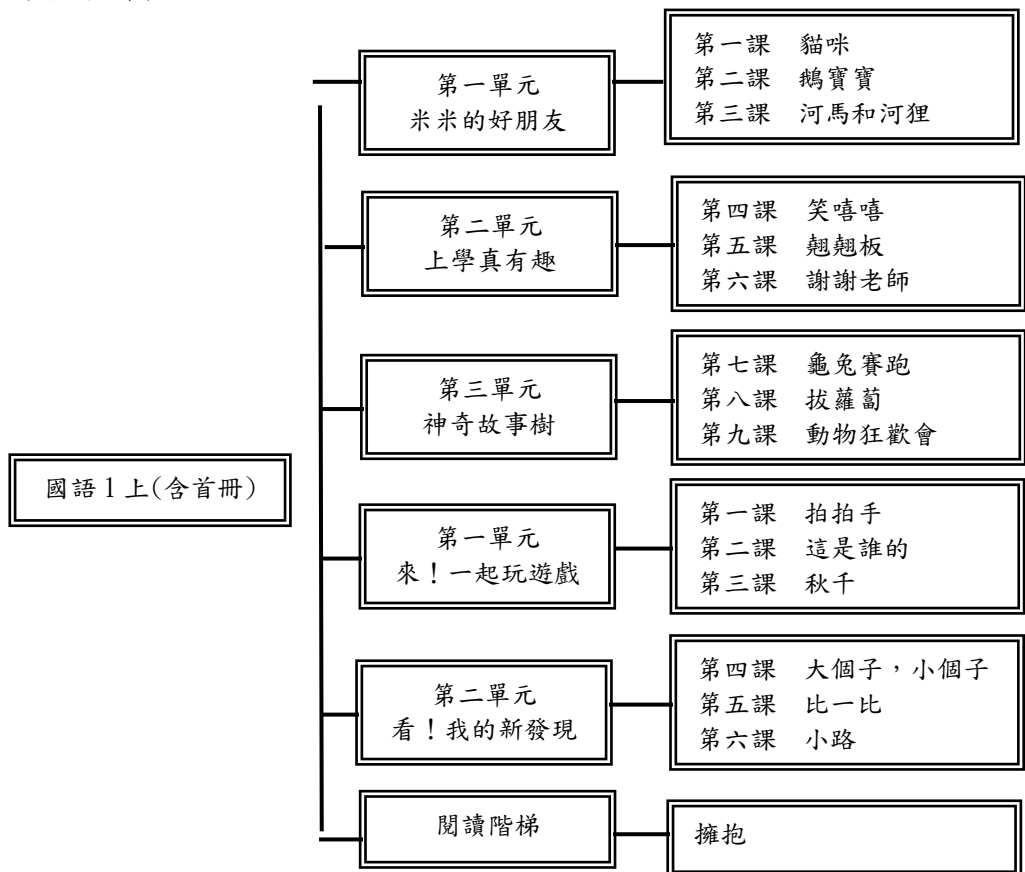 國語1上(含首冊)
第一單元
米米的好朋友
第一課 貓咪
第二課 鵝寶寶
第三課 河馬和河狸
第二單元
上學真有趣
第四課 笑嘻嘻
第五課 翹翹板
第六課 謝謝老師
第三單元
神奇故事樹
第七課 龜兔賽跑
第八課 拔蘿蔔
第九課 動物狂歡會
第一單元
來！一起玩遊戲
第一課 拍拍手
第二課 這是誰的
第三課 秋千
第二單元
看！我的新發現
第四課 大個子，小個子
第五課 比一比
第六課 小路
閱讀階梯
擁抱